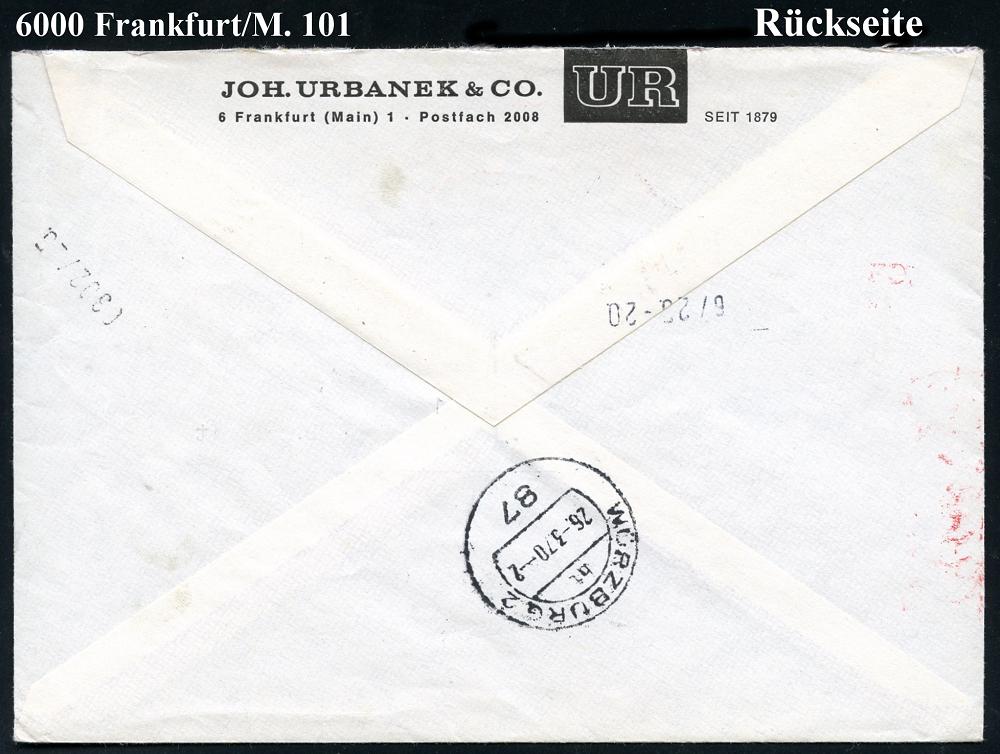 6000 Frankfurt/M. 101
Rückseite
JOH. URBANEK & CO.
6 Frankfurt (Main) 1 · Postfach 2008
UR
SEIT 1879
87
26.-3.70--2
bt
WÜRZBURG 2